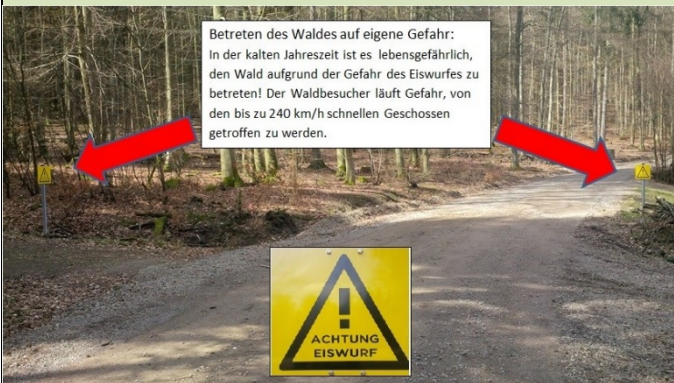 Betreten des Waldes auf eigene Gefahr:
In der kalten Jahreszeit ist es lebensgefährlich,
den Wald aufgrund der Gefahr des Eiswurfes zu
betreten! Der Waldbesucher läuft Gefahr, von
den bis zu 240 km/h schnellen Geschossen
getroffen zu werden.
ACHTUNG
EISWURF